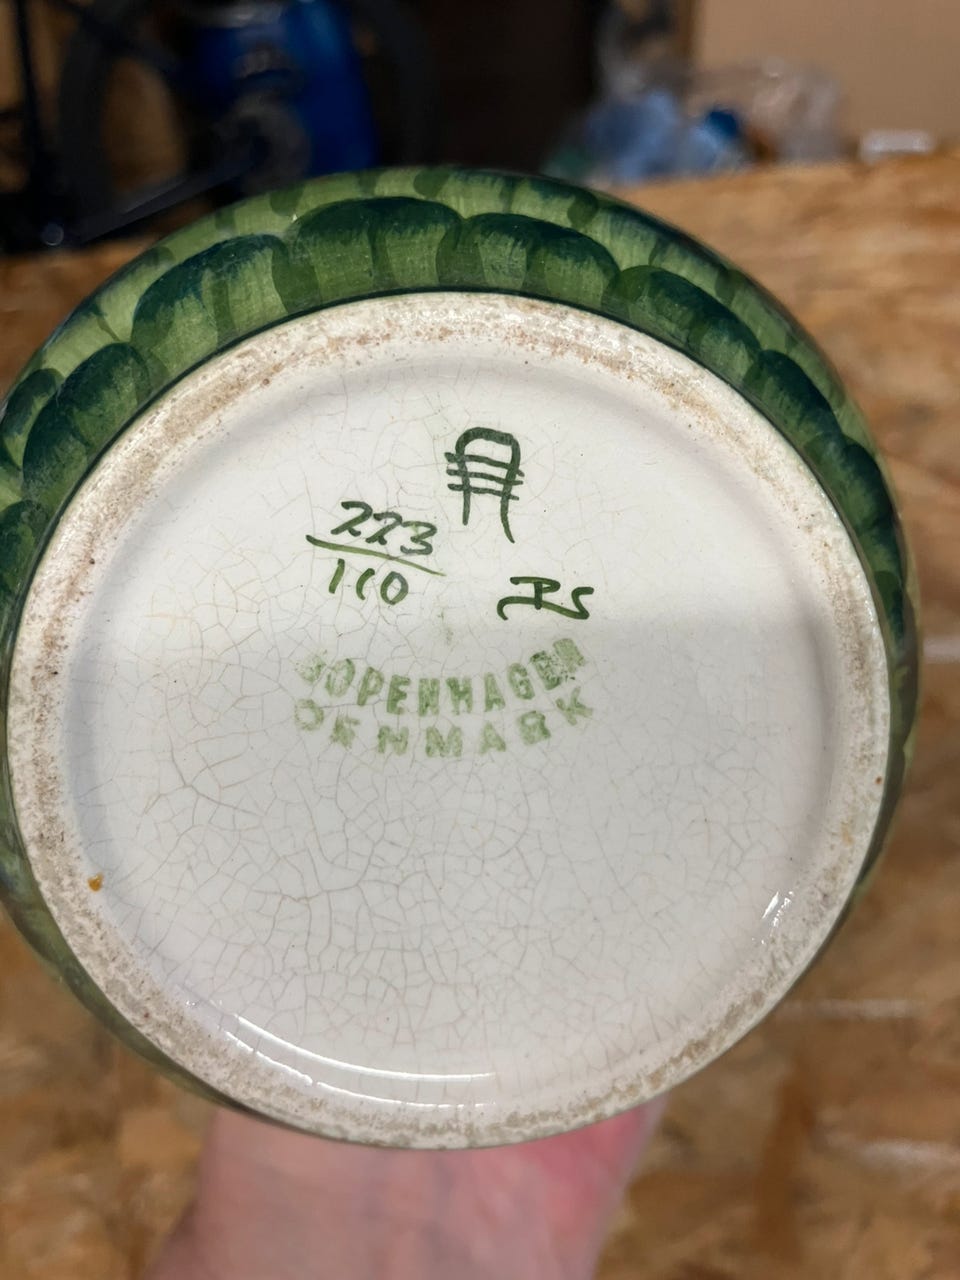 223
110
COPENHAGEN
DENMARK